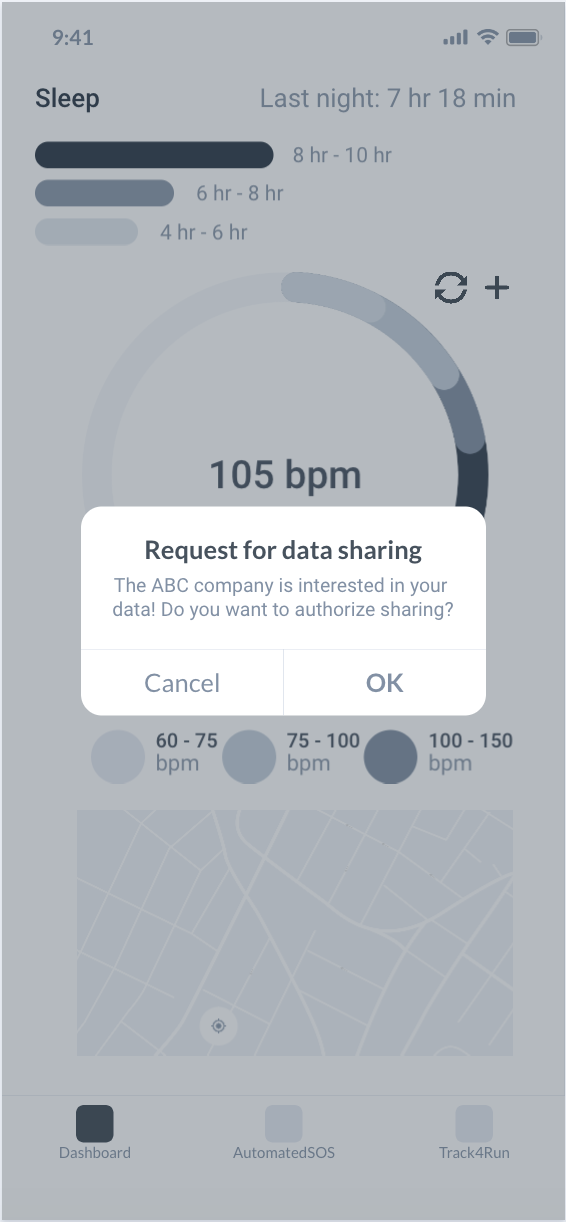 9:41
Sleep
Last night: 7 hr 18 min
8 hr - 10 hr
6 hr - 8 hr
4 hr - 6 hr
105 bpm
Request for data sharing
The ABC company is interested in your
data! Do you want to authorize sharing?
Cancel
OK
60 - 75
bpm
75 - 100
bpm
100 - 150
bpm
Dashboard
AutomatedSOS
Track4Run